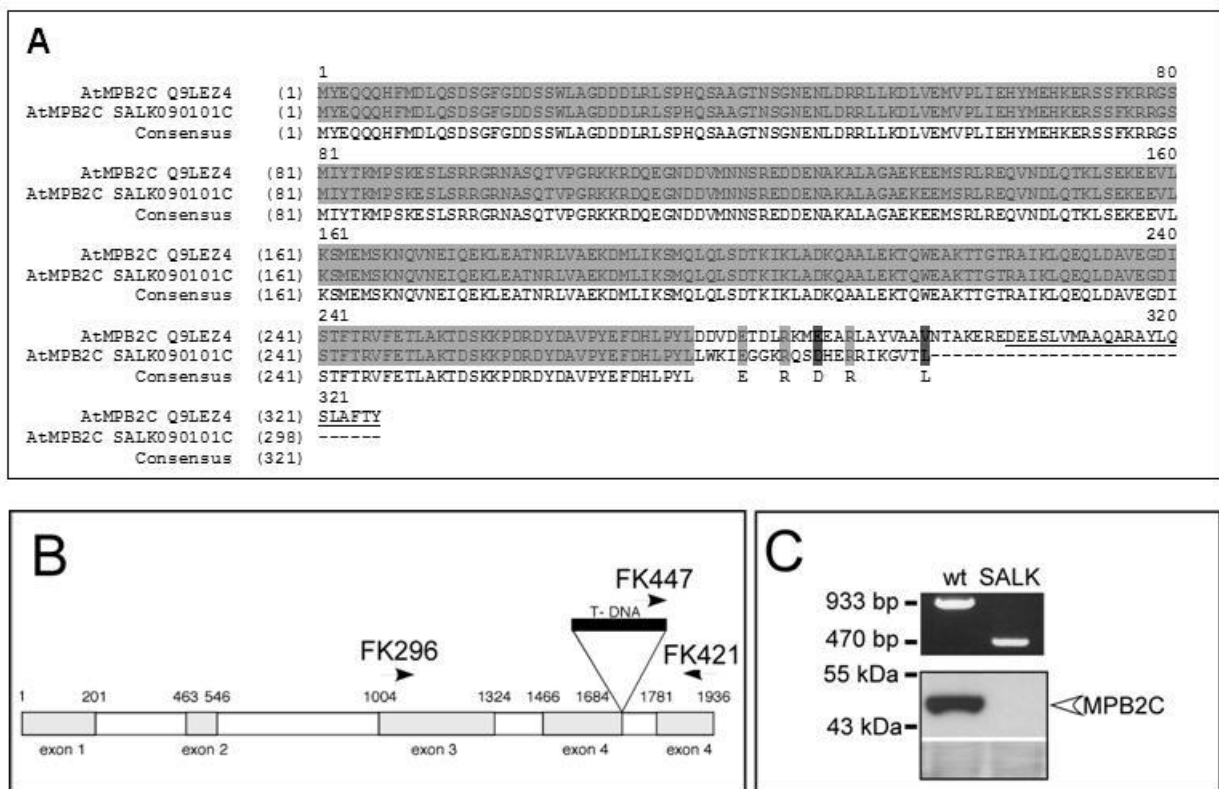 A
1 80
AtMPB2C Q9LEZ4 (1) MYEQQQHFMDLQSDSGFGDDSSWLAGDDDLRLSPHQSAAGTNSGNENLDRRLLKDLVEMVPLIEHYMEHKERSSFKRRGS
AtMPB2C SALK090101C (1) MYEQQQHFMDLQSDSGFGDDSSWLAGDDDLRLSPHQSAAGTNSGNENLDRRLLKDLVEMVPLIEHYMEHKERSSFKRRGS
Consensus (1) MYEQQQHFMDLQSDSGFGDDSSWLAGDDDLRLSPHQSAAGTNSGNENLDRRLLKDLVEMVPLIEHYMEHKERSSFKRRGS
81 160
AtMPB2C Q9LEZ4 (81) MIYTKMPSKESLSRRGRNASQTVPGRKKRDQEGNDDVMNNSREDDENAKALAGAEKEEMSRLREQVNDLQTKLSEKEEVL
AtMPB2C SALK090101C (81) MIYTKMPSKESLSRRGRNASQTVPGRKKRDQEGNDDVMNNSREDDENAKALAGAEKEEMSRLREQVNDLQTKLSEKEEVL
Consensus (81) MIYTKMPSKESLSRRGRNASQTVPGRKKRDQEGNDDVMNNSREDDENAKALAGAEKEEMSRLREQVNDLQTKLSEKEEVL
161 240
AtMPB2C Q9LEZ4 (161) KSMEMSKNQVNEIQEKLEATNRLVAEKDMLIKSMQLQLSDTKIKLADKQAALEKTQWEAKTTGTRAIKLQEQLDAVEGDI
AtMPB2C SALK090101C (161) KSMEMSKNQVNEIQEKLEATNRLVAEKDMLIKSMQLQLSDTKIKLADKQAALEKTQWEAKTTGTRAIKLQEQLDAVEGDI
Consensus (161) KSMEMSKNQVNEIQEKLEATNRLVAEKDMLIKSMQLQLSDTKIKLADKQAALEKTQWEAKTTGTRAIKLQEQLDAVEGDI
241 320
AtMPB2C Q9LEZ4 (241) STFTRVFETLAKTDSKKPDRDYDAVPYEFDHLPYLDDVDETDLRKMEEARLAYVAAVNTAKEREDEESLVMAAQARAYLQ
AtMPB2C SALK090101C (241) STFTRVFETLAKTDSKKPDRDYDAVPYEFDHLPYLLWKIEGGKRQSDHERRIKGVTL-----------------------
Consensus (241) STFTRVFETLAKTDSKKPDRDYDAVPYEFDHLPYL E R D R L
321
AtMPB2C Q9LEZ4 (321) SLAFTY
AtMPB2C SALK090101C (298) ------
Consensus (321)
B
FK447
T- DNA
FK296 FK421
1 201 463 546 1004 1324 1466 1684 1781 1936
exon 1 exon 2 exon 3 exon 4 exon 4
C
wt SALK
933 bp
470 bp
55 kDa
MPB2C
43 kDa